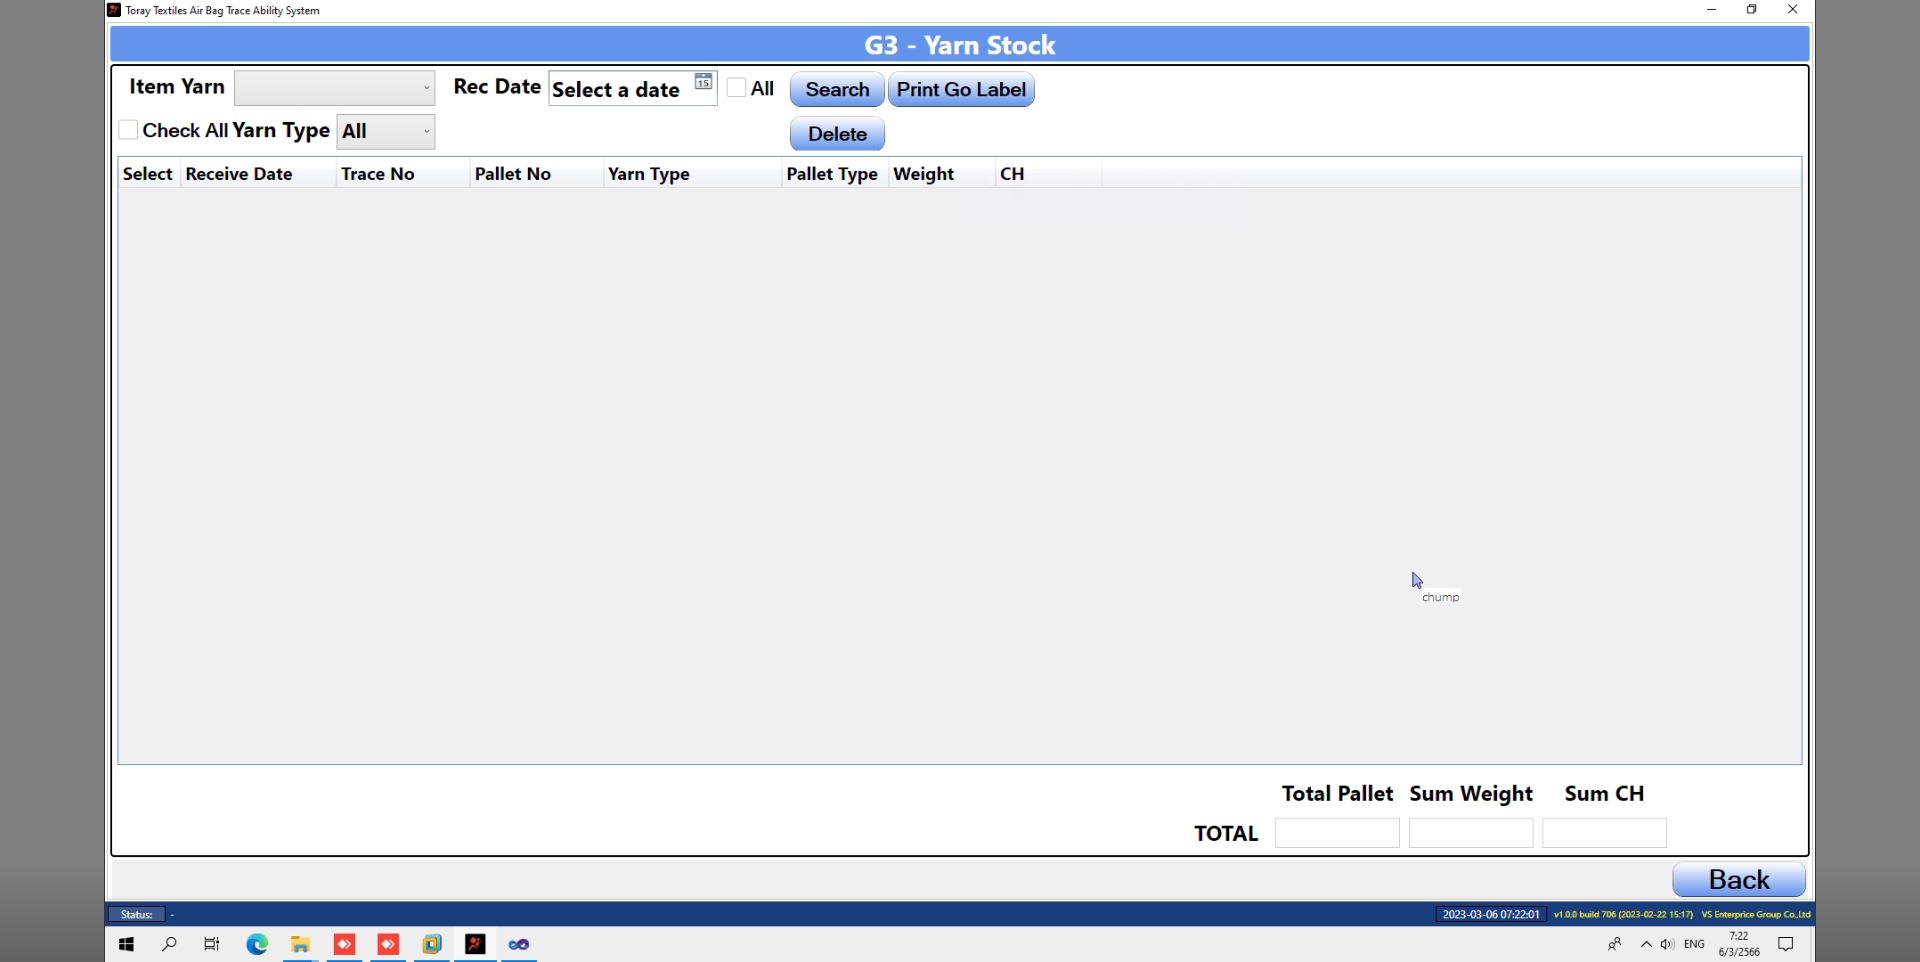 Toray Textiles Air Bag Trace Ability System
G3 - Yarn Stock
Item Yarn Rec Date Select a date 15 All Search Print Go Label
Check All Yarn Type All Delete
Select Receive Date Trace No Pallet No Yarn Type Pallet Type Weight CH
chump
Total Pallet Sum Weight Sum CH
TOTAL
Back
Status: - 2023-03-06 07:22:01 v1.0.0 build 706 (2023-02-22 15:17) VS Enterprice Group Co.,Ltd
ENG 7:22
6/3/2566